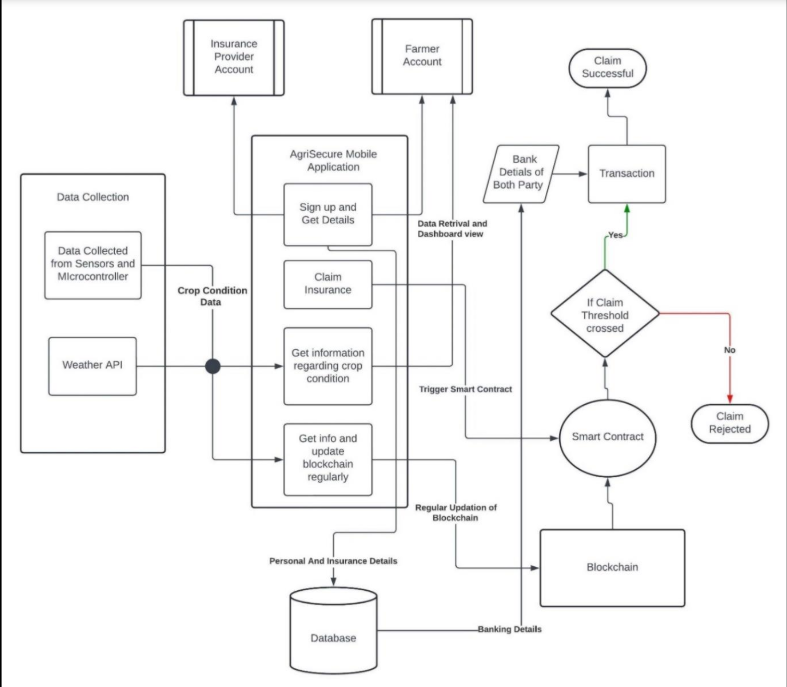 Insurance
Provider
Account
Farmer
Account
Claim
Successful
AgriSecure Mobile
Application
Bank
Detials of
Both Party
Transaction
Data Collection
Sign up and
Get Details
Data Retrival and
Dashboard view
Yes
Data Collected
from Sensors and
MIcrocontroller
Crop Condition
Data
Claim
Insurance
If Claim
Threshold
crossed
No
Weather API
Get information
regarding crop
condition
Trigger Smart Contract
Claim
Rejected
Smart Contract
Get info and
update
blockchain
regularly
Regular Updation of
Blockchain
Personal And Insurance Details
Blockchain
Database
Banking Details